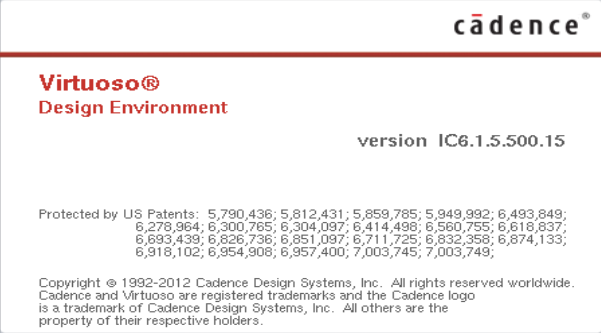 cādence®
Virtuoso®
Design Environment
version IC6.1.5.500.15
Protected by US Patents: 5,790,436; 5,812,431; 5,859,785; 5,949,992; 6,493,849;
6,278,964; 6,300,765; 6,304,097; 6,414,498; 6,560,755; 6,618,837;
6,693,439; 6,826,736; 6,851,097; 6,711,725; 6,832,358; 6,874,133;
6,918,102; 6,954,908; 6,957,400; 7,003,745; 7,003,749;
Copyright © 1992-2012 Cadence Design Systems, Inc. All rights reserved worldwide.
Cadence and Virtuoso are registered trademarks and the Cadence logo
is a trademark of Cadence Design Systems, Inc. All others are the
property of their respective holders.